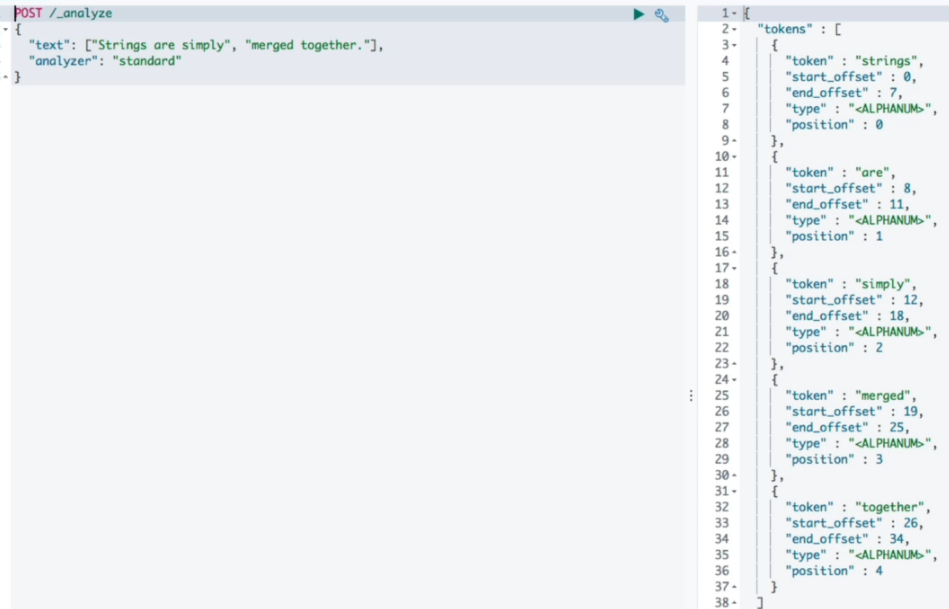 POST /_analyze
{
  "text": ["Strings are simply", "merged together."],
  "analyzer": "standard"
}
1 {
2   "tokens" : [
3     {
4       "token" : "strings",
5       "start_offset" : 0,
6       "end_offset" : 7,
7       "type" : "<ALPHANUM>",
8       "position" : 0
9     },
10     {
11       "token" : "are",
12       "start_offset" : 8,
13       "end_offset" : 11,
14       "type" : "<ALPHANUM>",
15       "position" : 1
16     },
17     {
18       "token" : "simply",
19       "start_offset" : 12,
20       "end_offset" : 18,
21       "type" : "<ALPHANUM>",
22       "position" : 2
23     },
24     {
25       "token" : "merged",
26       "start_offset" : 19,
27       "end_offset" : 25,
28       "type" : "<ALPHANUM>",
29       "position" : 3
30     },
31     {
32       "token" : "together",
33       "start_offset" : 26,
34       "end_offset" : 34,
35       "type" : "<ALPHANUM>",
36       "position" : 4
37     }
38   ]